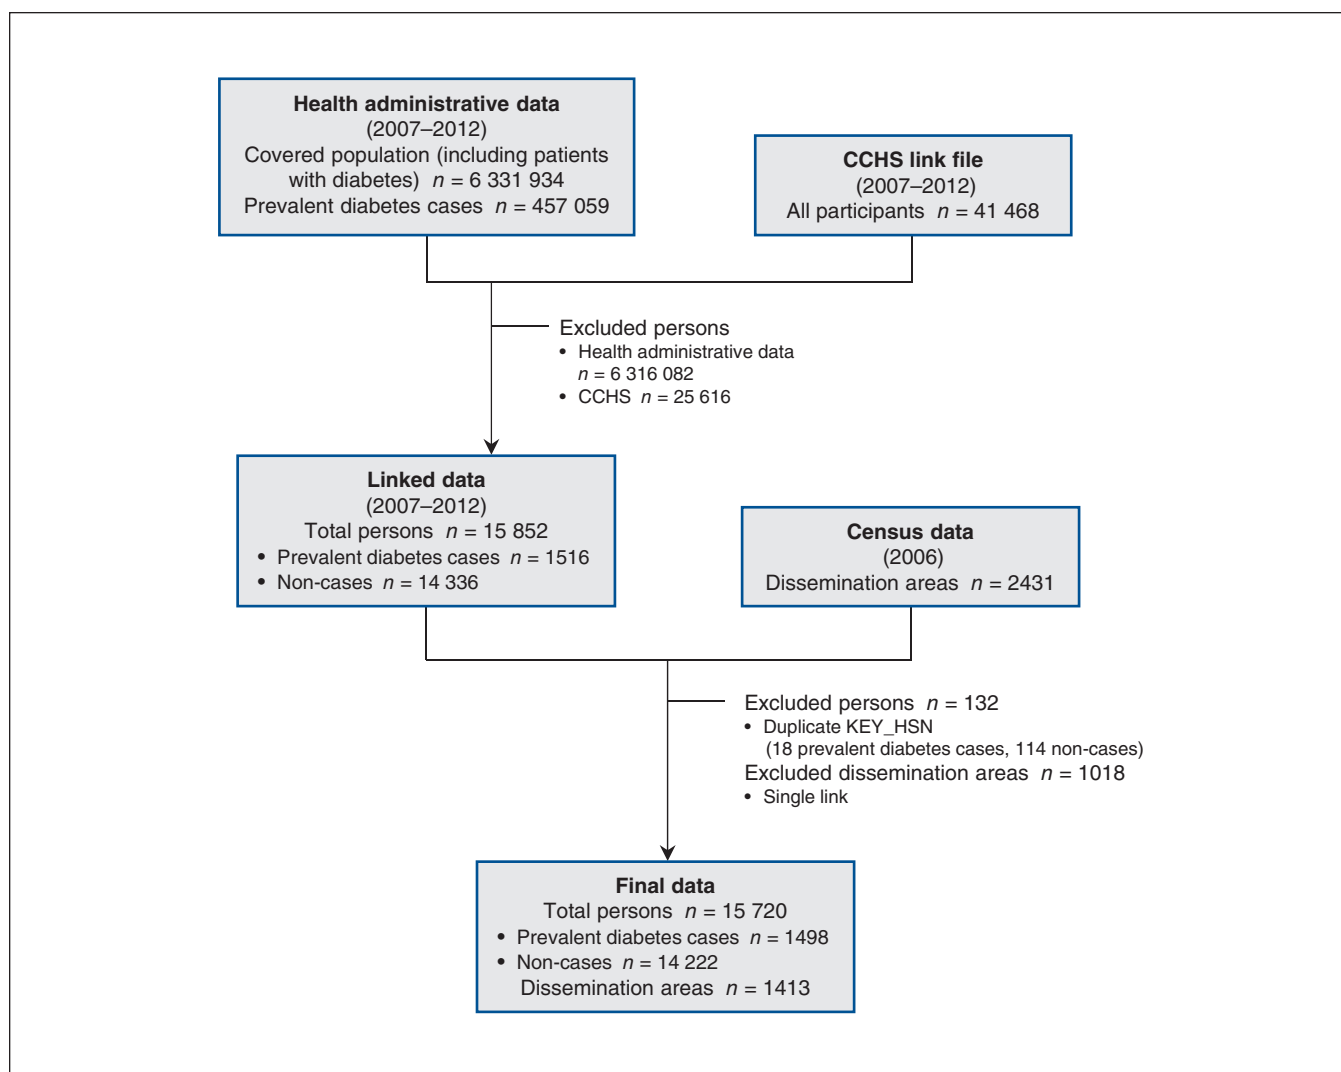 Health administrative data
(2007–2012)
Covered population (including patients
with diabetes) n = 6 331 934
Prevalent diabetes cases n = 457 059
CCHS link file
(2007–2012)
All participants n = 41 468
Excluded persons
• Health administrative data
n = 6 316 082
• CCHS n = 25 616
Linked data
(2007–2012)
Total persons n = 15 852
• Prevalent diabetes cases n = 1516
• Non-cases n = 14 336
Census data
(2006)
Dissemination areas n = 2431
Excluded persons n = 132
• Duplicate KEY_HSN
(18 prevalent diabetes cases, 114 non-cases)
Excluded dissemination areas n = 1018
• Single link
Final data
Total persons n = 15 720
• Prevalent diabetes cases n = 1498
• Non-cases n = 14 222
Dissemination areas n = 1413